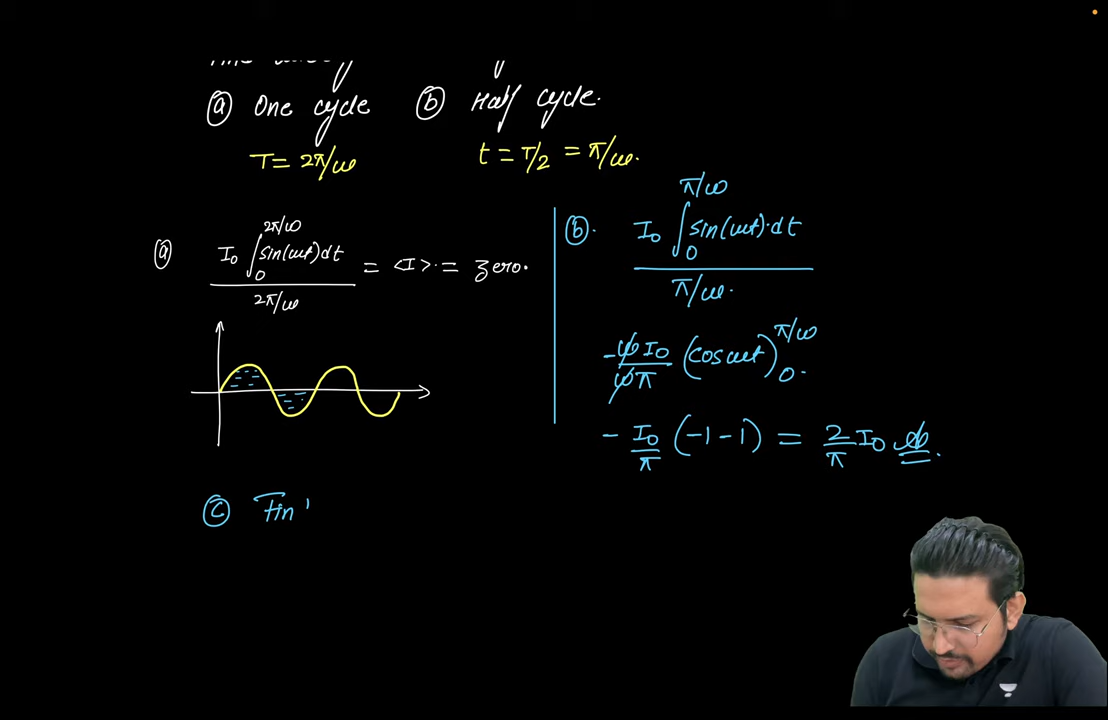 ⓐ One cycle ⓑ Half cycle.
T = 2π/ω t = T/2 = π/ω.
ⓐ I₀ ∫₀^{2π/ω} sin(ωt) dt / (2π/ω) = <I> = zero.
ⓑ. I₀ ∫₀^{π/ω} sin(ωt)·dt / (π/ω).
-ωI₀/ωπ (cosωt)₀^{π/ω}.
- I₀/π (-1-1) = 2/π I₀
ⓒ Fin